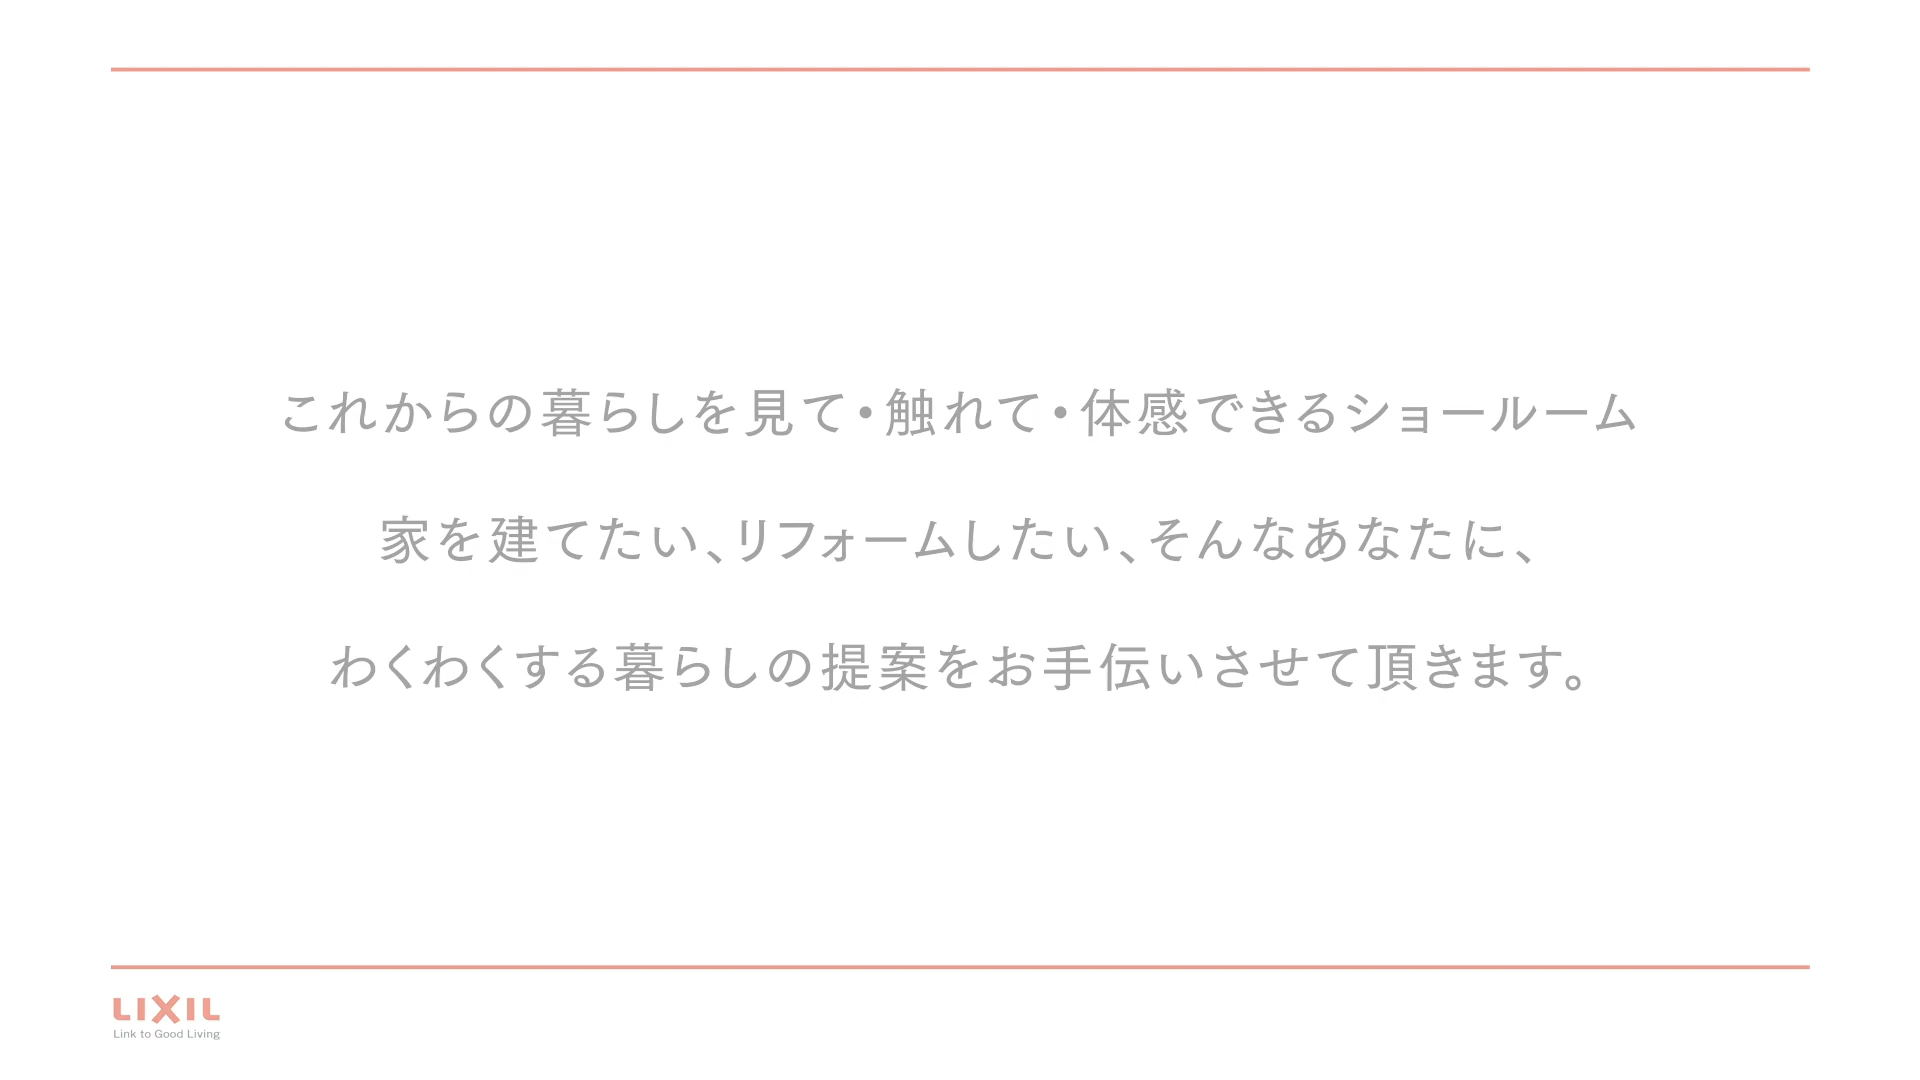 これからの暮らしを見て・触れて・体感できるショールーム
家を建てたい、リフォームしたい、そんなあなたに、
わくわくする暮らしの提案をお手伝いさせて頂きます。
LIXIL
Link to Good Living